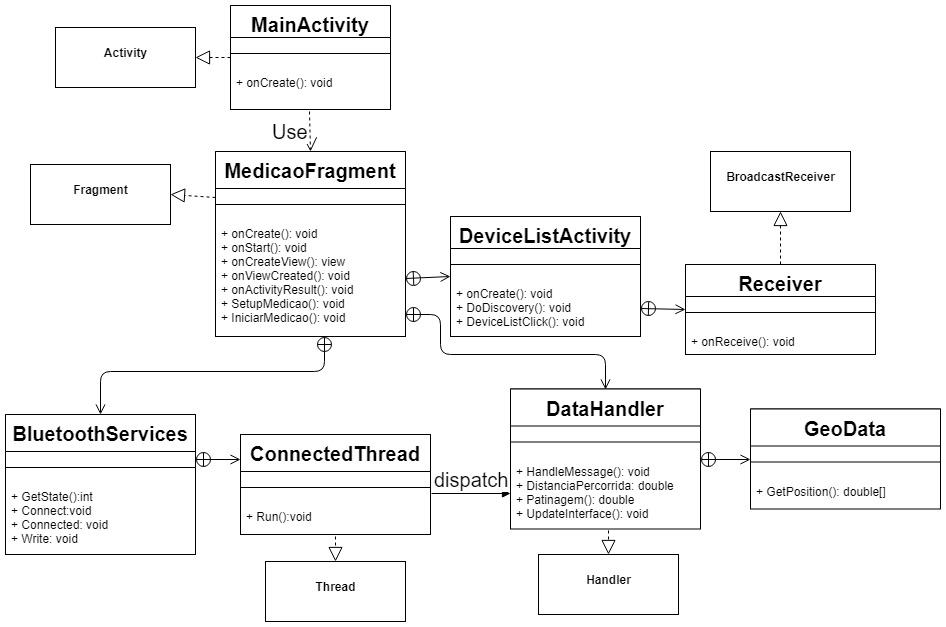 MainActivity
+ onCreate(): void
Activity
Use
MedicaoFragment
+ onCreate(): void
+ onStart(): void
+ onCreateView(): view
+ onViewCreated(): void
+ onActivityResult(): void
+ SetupMedicao(): void
+ IniciarMedicao(): void
Fragment
DeviceListActivity
+ onCreate(): void
+ DoDiscovery(): void
+ DeviceListClick(): void
BroadcastReceiver
Receiver
+ onReceive(): void
BluetoothServices
+ GetState():int
+ Connect:void
+ Connected: void
+ Write: void
ConnectedThread
+ Run():void
dispatch
DataHandler
+ HandleMessage(): void
+ DistanciaPercorrida: double
+ Patinagem(): double
+ UpdateInterface(): void
GeoData
+ GetPosition(): double[]
Thread
Handler